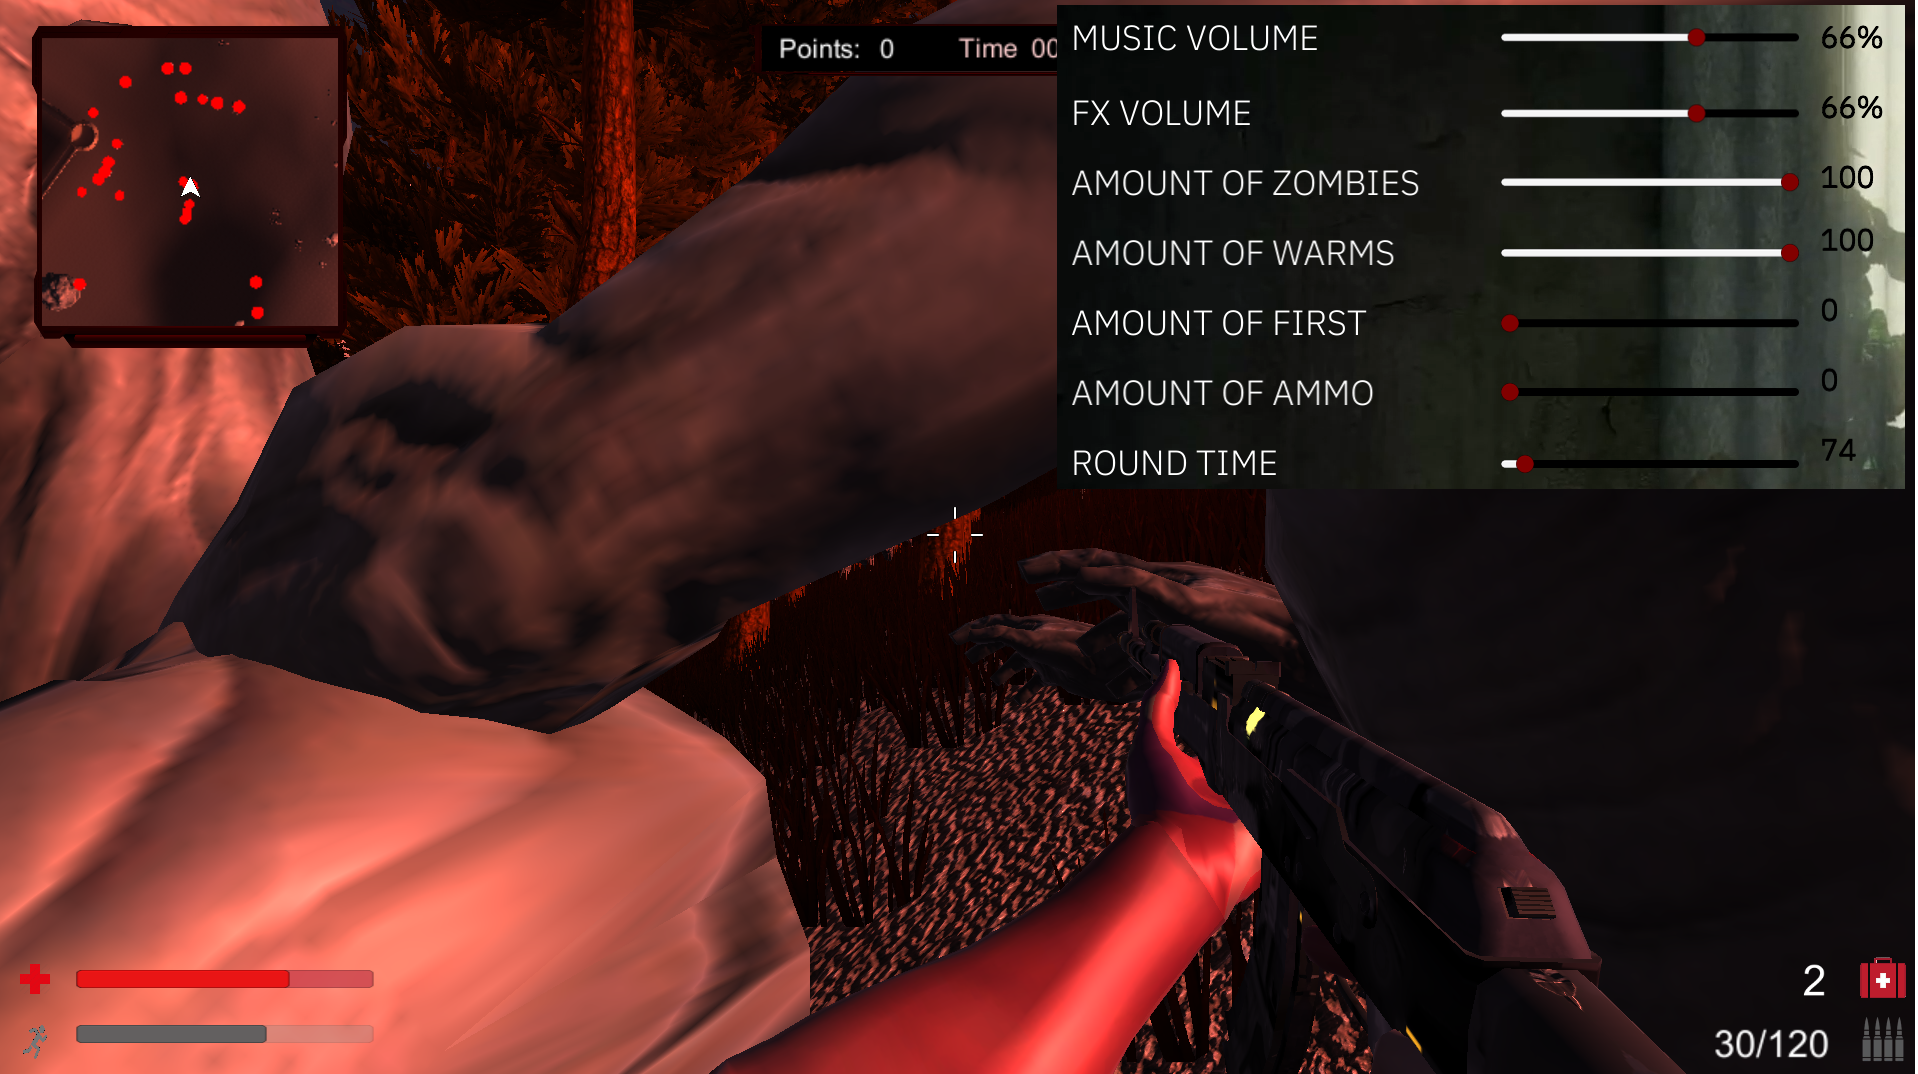 Points: 0 Time 00
MUSIC VOLUME 66%
FX VOLUME 66%
AMOUNT OF ZOMBIES 100
AMOUNT OF WARMS 100
AMOUNT OF FIRST 0
AMOUNT OF AMMO 0
ROUND TIME 74
2
30/120